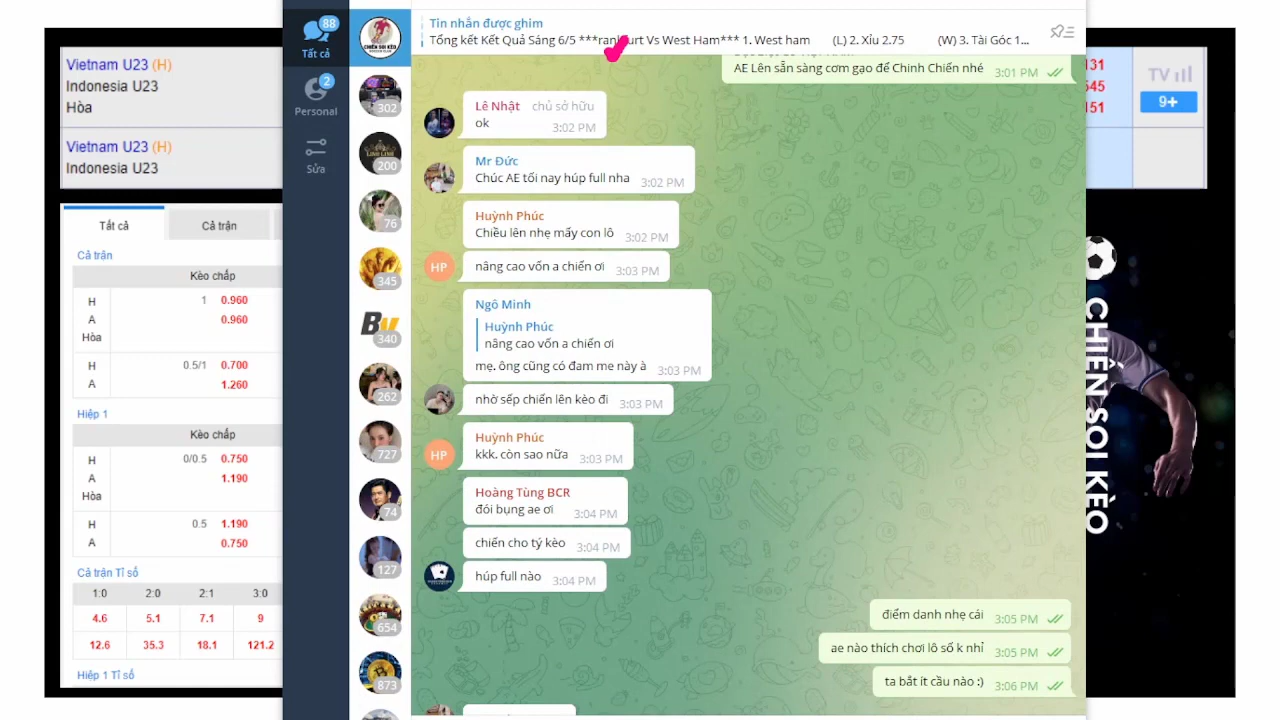 Vietnam U23 (H)
Indonesia U23
Hòa
Vietnam U23 (H)
Indonesia U23
Tất cả
Cả trận
Cả trận
Kèo chấp
H 1 0.960
A 0.960
Hòa
H 0.5/1 0.700
A 1.260
Hiệp 1
Kèo chấp
H 0/0.5 0.750
A 1.190
Hòa
H 0.5 1.190
A 0.750
Cả trận Tỉ số
1:0 2:0 2:1 3:0
4.6 5.1 7.1 9
12.6 35.3 18.1 121.2
Hiệp 1 Tỉ số
88
Tất cả
2
Personal
Sửa
CHIẾN SOI KÈO
302
200
76
345
BV
340
262
727
74
127
654
873
Tin nhắn được ghim
Tổng kết Kết Quả Sáng 6/5 ***rankfurt Vs West Ham*** 1. West ham (L) 2. Xỉu 2.75 (W) 3. Tài Góc 1...
AE Lên sẵn sàng cơm gạo để Chinh Chiến nhé 3:01 PM
Lê Nhật chủ sở hữu
ok 3:02 PM
Mr Đức
Chúc AE tối nay húp full nha 3:02 PM
Huỳnh Phúc
Chiều lên nhẹ mấy con lô 3:02 PM
HP
nâng cao vốn a chiến ơi 3:03 PM
Ngô Minh
Huỳnh Phúc
nâng cao vốn a chiến ơi
mẹ. ông cũng có đam me này à 3:03 PM
nhờ sếp chiến lên kèo đi 3:03 PM
Huỳnh Phúc
HP
kkk. còn sao nữa 3:03 PM
Hoàng Tùng BCR
đói bụng ae ơi 3:04 PM
chiến cho tý kèo 3:04 PM
húp full nào 3:04 PM
điểm danh nhẹ cái 3:05 PM
ae nào thích chơi lô số k nhỉ 3:05 PM
ta bắt ít cầu nào :) 3:06 PM
131
545
151
TV
9+
CHIẾN SOI KÈO